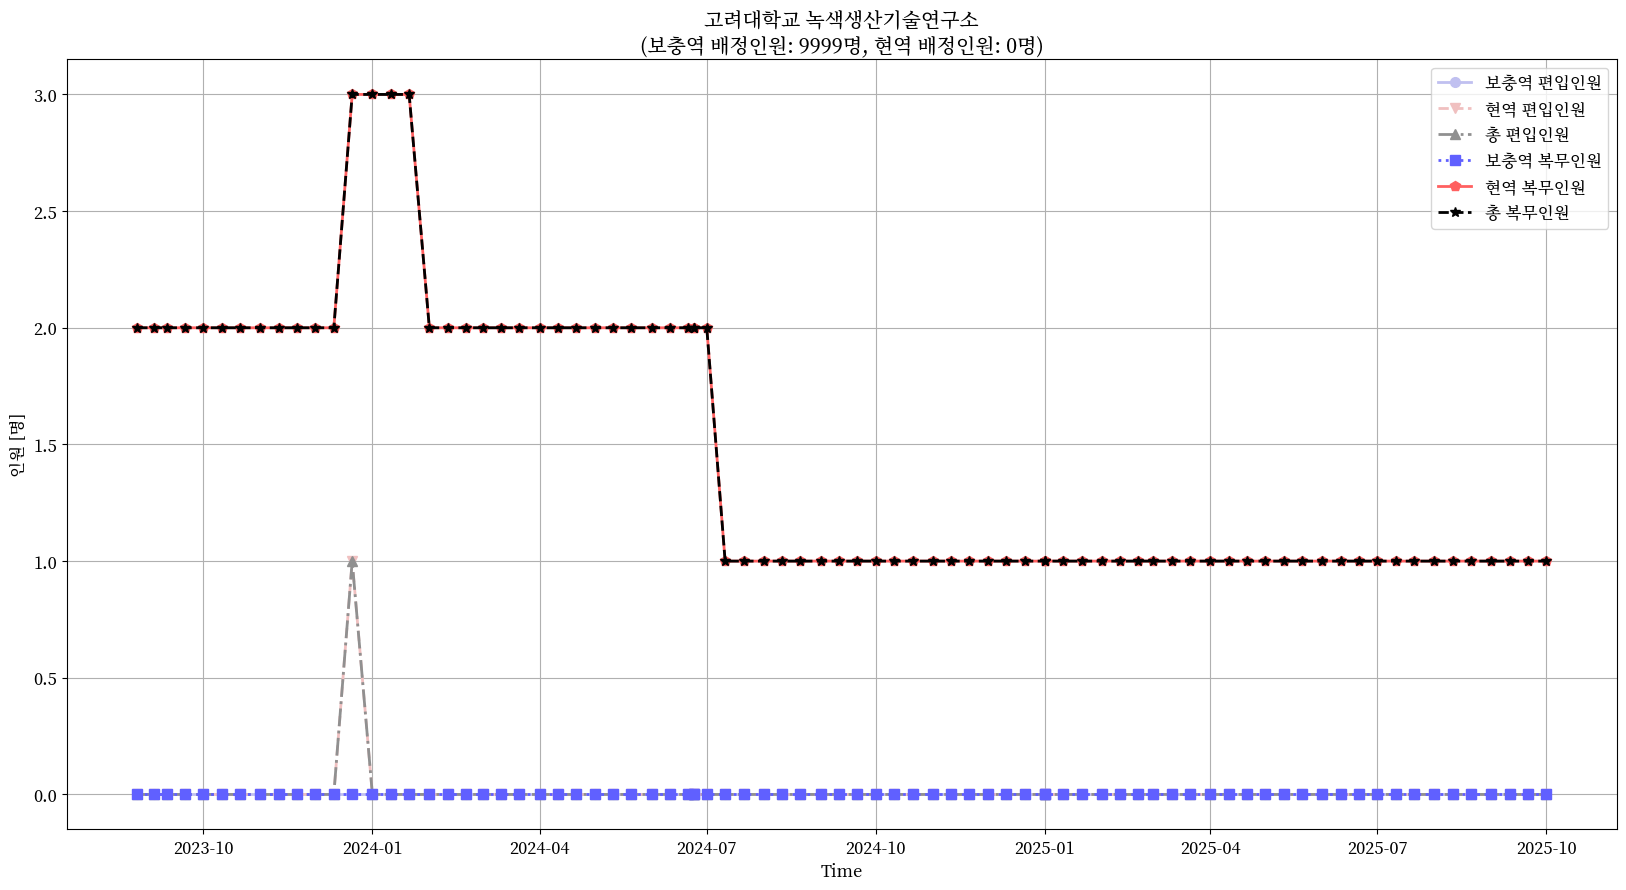 고려대학교 녹색생산기술연구소
(보충역 배정인원: 9999명, 현역 배정인원: 0명)
보충역 편입인원
현역 편입인원
총 편입인원
보충역 복무인원
현역 복무인원
총 복무인원
인원 [명]
3.0
2.5
2.0
1.5
1.0
0.5
0.0
2023-10
2024-01
2024-04
2024-07
2024-10
2025-01
2025-04
2025-07
2025-10
Time